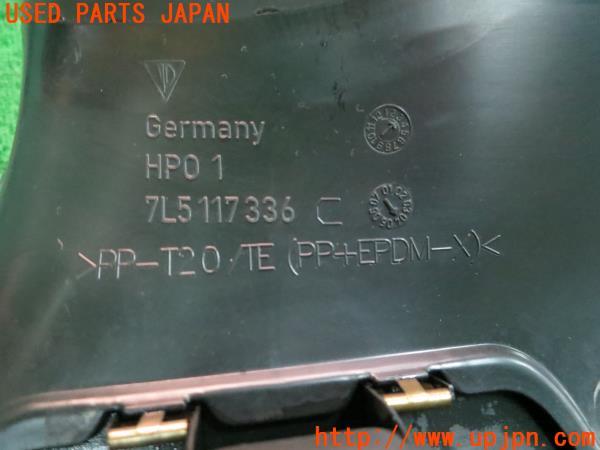 USED PARTS JAPAN
Germany
HPO 1
7L5 117 336 C
>PP-T20/TE (PP+EPDM-X)<
http://www.upjpn.com/